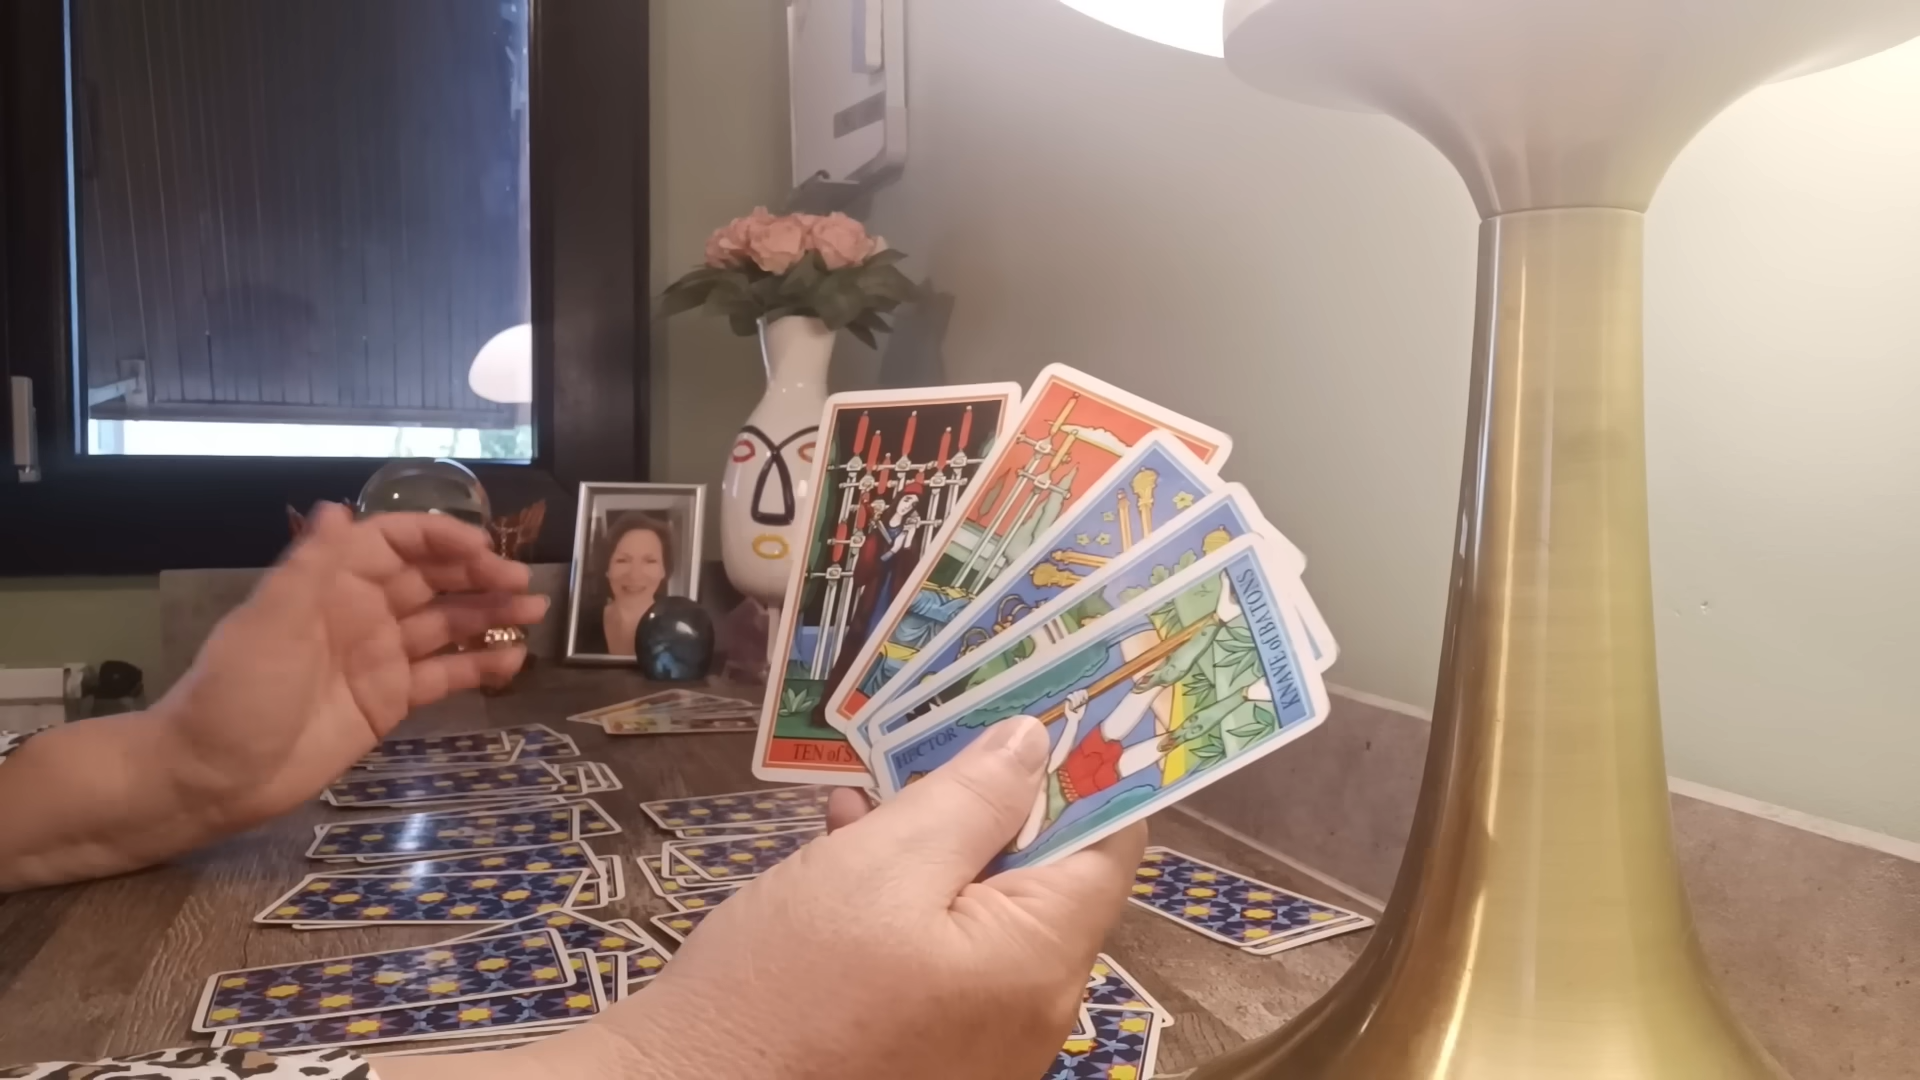 TEN of S
HECTOR
KNAVE of BATONS